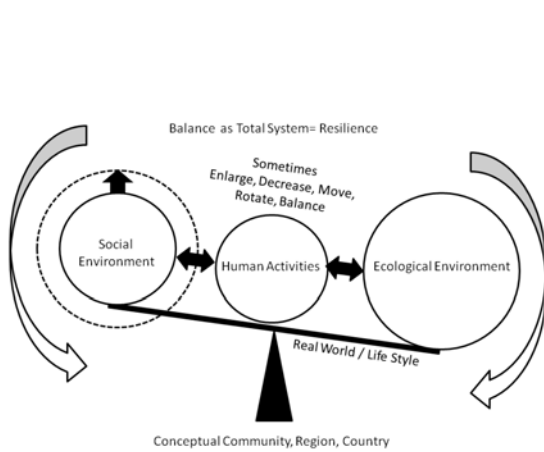 Balance as Total System= Resilience
Sometimes
Enlarge, Decrease, Move,
Rotate, Balance
Social
Environment
Human Activities
Ecological Environment
Real World / Life Style
Conceptual Community, Region, Country